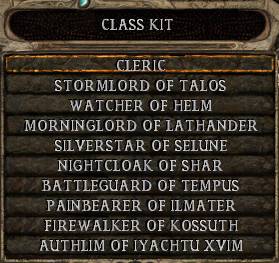 CLASS KIT
CLERIC
STORMLORD OF TALOS
WATCHER OF HELM
MORNINGLORD OF LATHANDER
SILVERSTAR OF SELUNE
NIGHTCLOAK OF SHAR
BATTLEGUARD OF TEMPUS
PAINBEARER OF ILMATER
FIREWALKER OF KOSSUTH
AUTHLIM OF IYACHTU XVIM